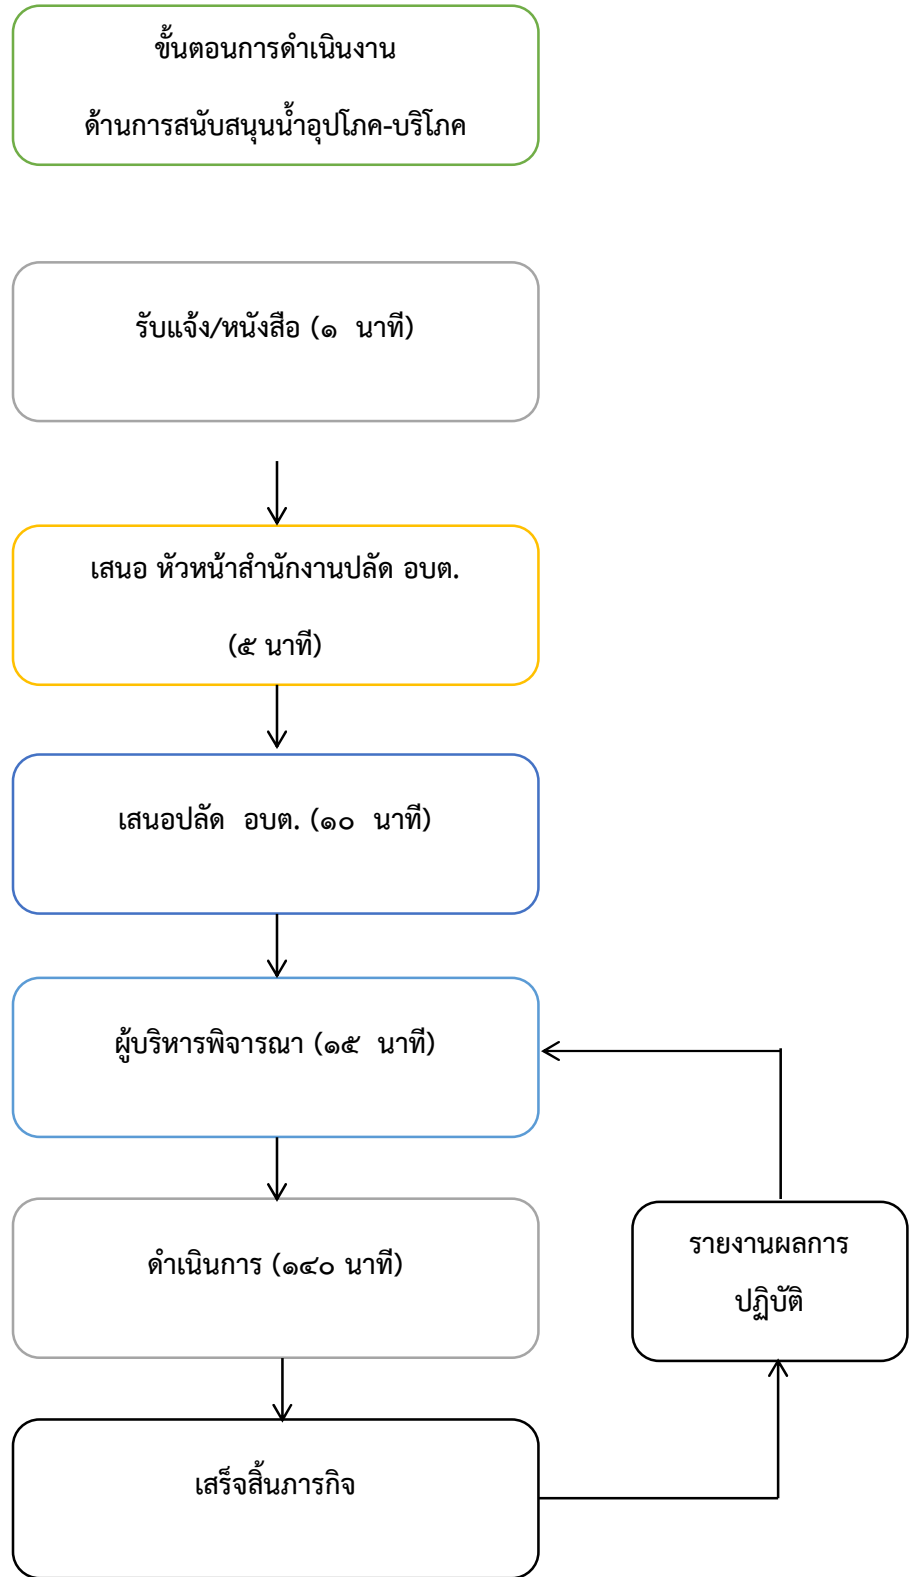 ขั้นตอนการดำเนินงาน
ด้านการสนับสนุนน้ำอุปโภค-บริโภค
รับแจ้ง/หนังสือ (๑ นาที)
เสนอ หัวหน้าสำนักงานปลัด อบต.
(๕ นาที)
เสนอปลัด อบต. (๑๐ นาที)
ผู้บริหารพิจารณา (๑๕ นาที)
ดำเนินการ (๑๔๐ นาที)
รายงานผลการ
ปฏิบัติ
เสร็จสิ้นภารกิจ